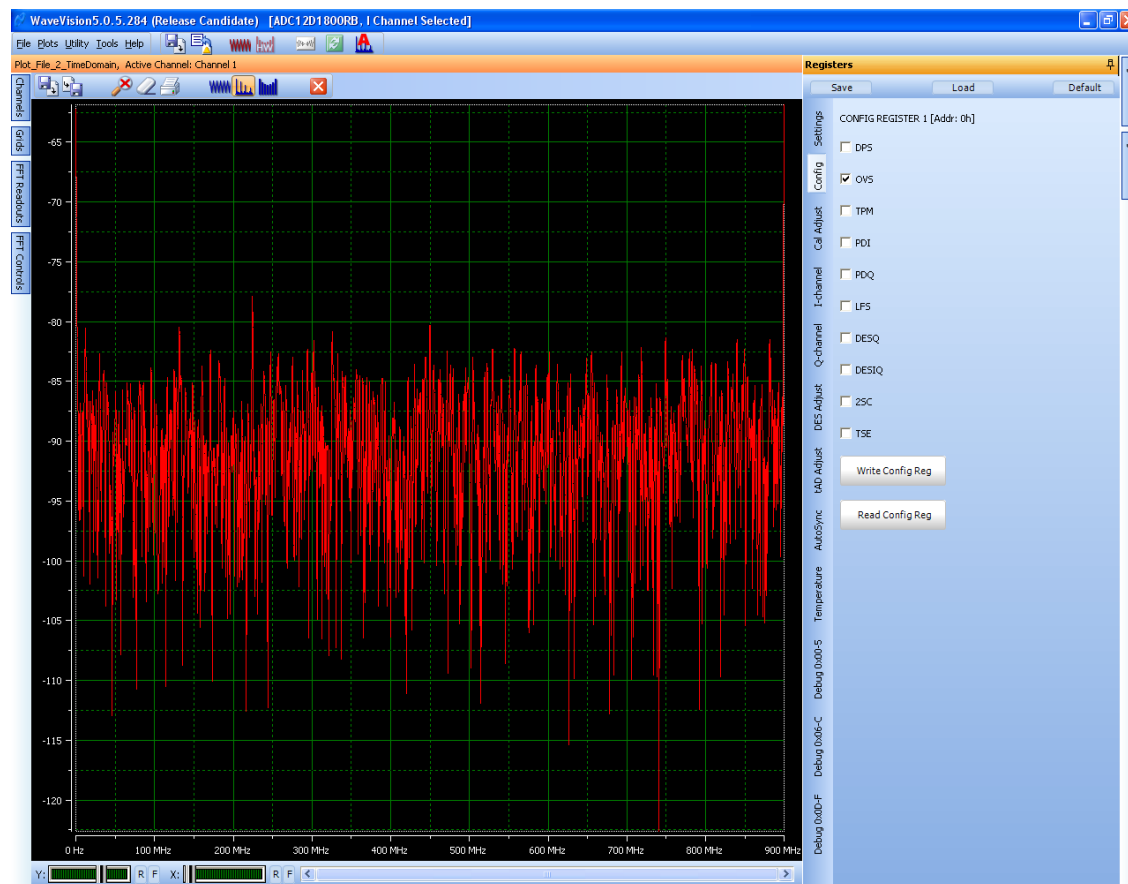 WaveVision5.0.5.284 (Release Candidate) [ADC12D1800RB, I Channel Selected]
File Plots Utility Tools Help
Plot_File_2_TimeDomain, Active Channel: Channel 1
Channels
Grids
FFT Readouts
FFT Controls
-65
-70
-75
-80
-85
-90
-95
-100
-105
-110
-115
-120
0 Hz 100 MHz 200 MHz 300 MHz 400 MHz 500 MHz 600 MHz 700 MHz 800 MHz 900 MHz
Y: R F X: R F
Registers
Save Load Default
Settings
Config
Cal Adjust
I-channel
Q-channel
DES Adjust
tAD Adjust
AutoSync
Temperature
Debug 0x00-5
Debug 0x06-C
Debug 0x0D-F
CONFIG REGISTER 1 [Addr: 0h]
DPS
OVS
TPM
PDI
PDQ
LFS
DESQ
DESIQ
2SC
TSE
Write Config Reg
Read Config Reg